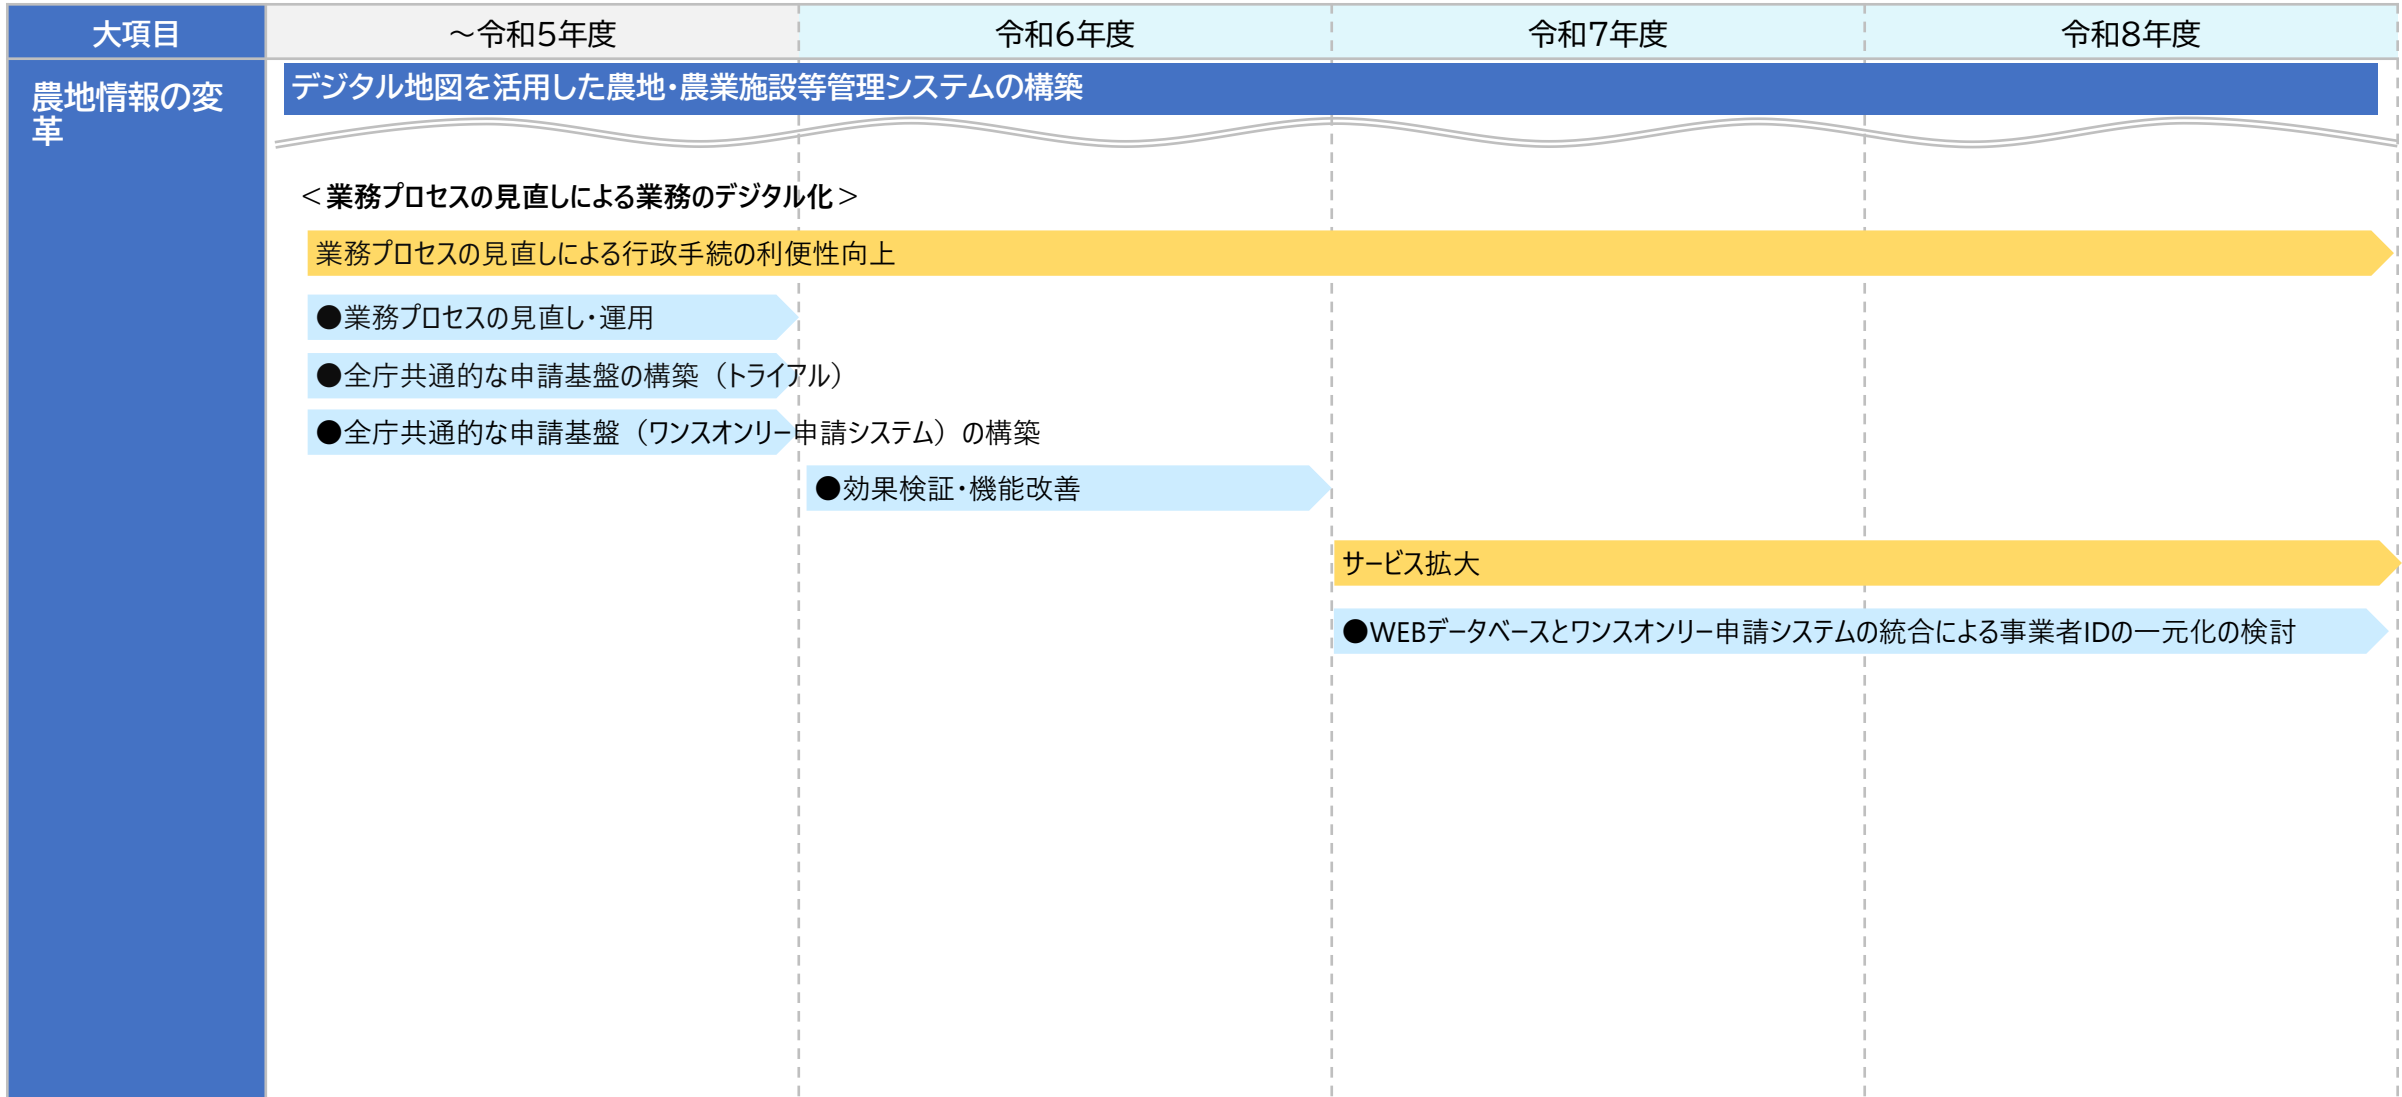 大項目
～令和5年度
令和6年度
令和7年度
令和8年度
農地情報の変
革
デジタル地図を活用した農地・農業施設等管理システムの構築
＜業務プロセスの見直しによる業務のデジタル化＞
業務プロセスの見直しによる行政手続の利便性向上
●業務プロセスの見直し・運用
●全庁共通的な申請基盤の構築（トライアル）
●全庁共通的な申請基盤（ワンスオンリー申請システム）の構築
●効果検証・機能改善
サービス拡大
●WEBデータベースとワンスオンリー申請システムの統合による事業者IDの一元化の検討